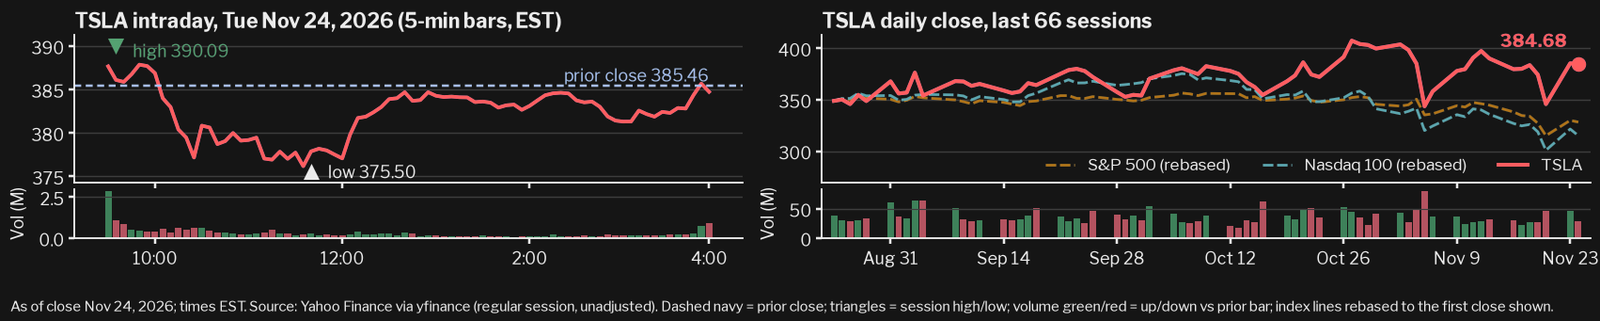 TSLA intraday, Tue Nov 24, 2026 (5-min bars, EST)
390
385
380
375
high 390.09
prior close 385.46
low 375.50
Vol (M)
2.5
0.0
10:00
12:00
2:00
4:00
TSLA daily close, last 66 sessions
400
350
300
384.68
S&P 500 (rebased)
Nasdaq 100 (rebased)
TSLA
Vol (M)
50
0
Aug 31
Sep 14
Sep 28
Oct 12
Oct 26
Nov 9
Nov 23
As of close Nov 24, 2026; times EST. Source: Yahoo Finance via yfinance (regular session, unadjusted). Dashed navy = prior close; triangles = session high/low; volume green/red = up/down vs prior bar; index lines rebased to the first close shown.